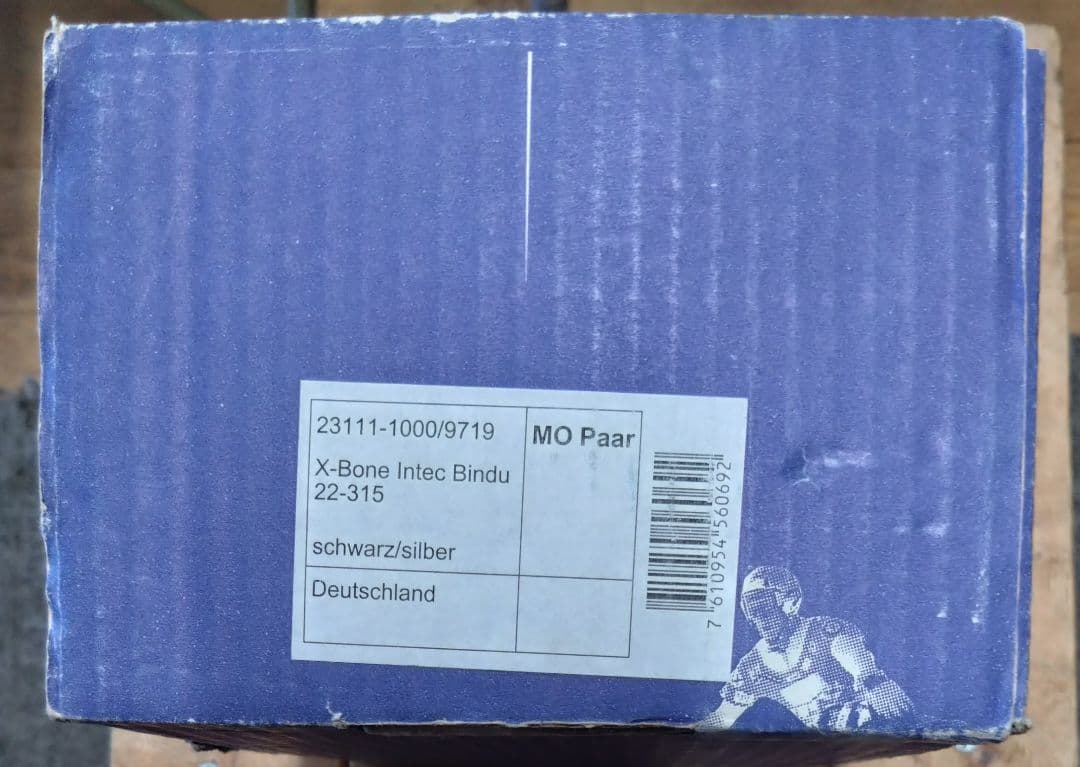 23111-1000/9719
X-Bone Intec Bindu
22-315
schwarz/silber
Deutschland
MO Paar
7 610954 560692